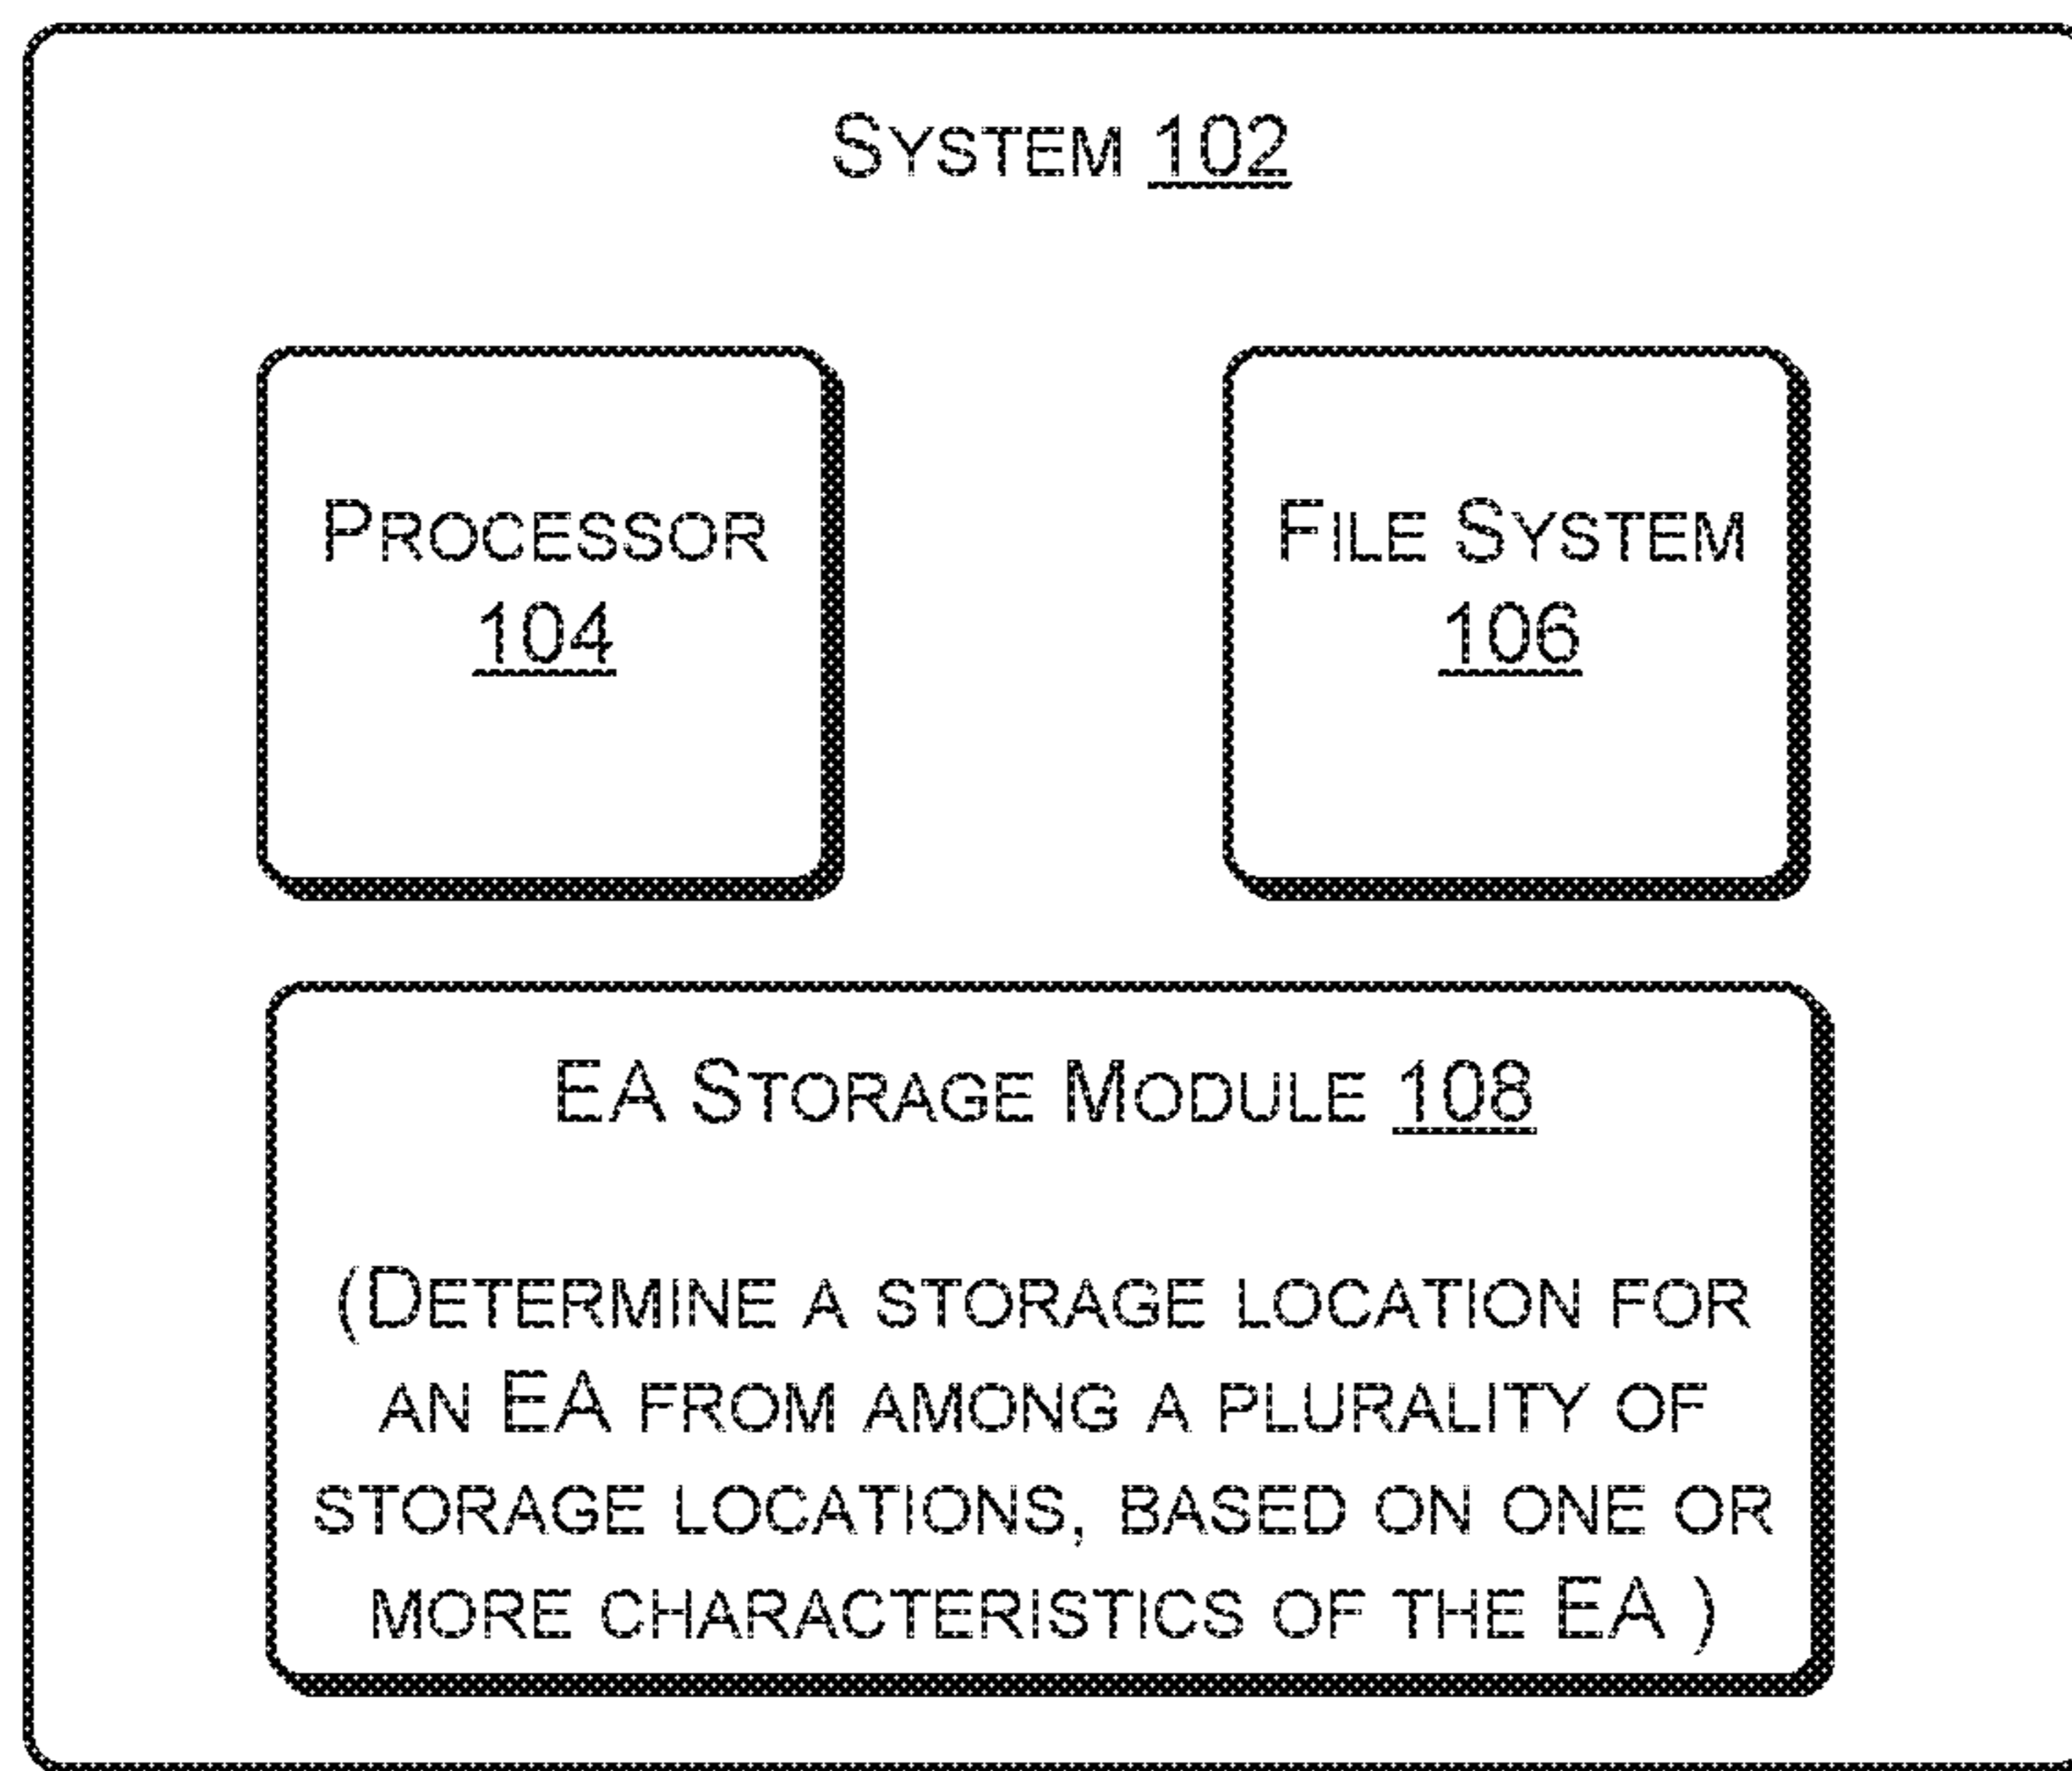 SYSTEM 102
PROCESSOR
104
FILE SYSTEM
106
EA STORAGE MODULE 108
(DETERMINE A STORAGE LOCATION FOR
AN EA FROM AMONG A PLURALITY OF
STORAGE LOCATIONS, BASED ON ONE OR
MORE CHARACTERISTICS OF THE EA )